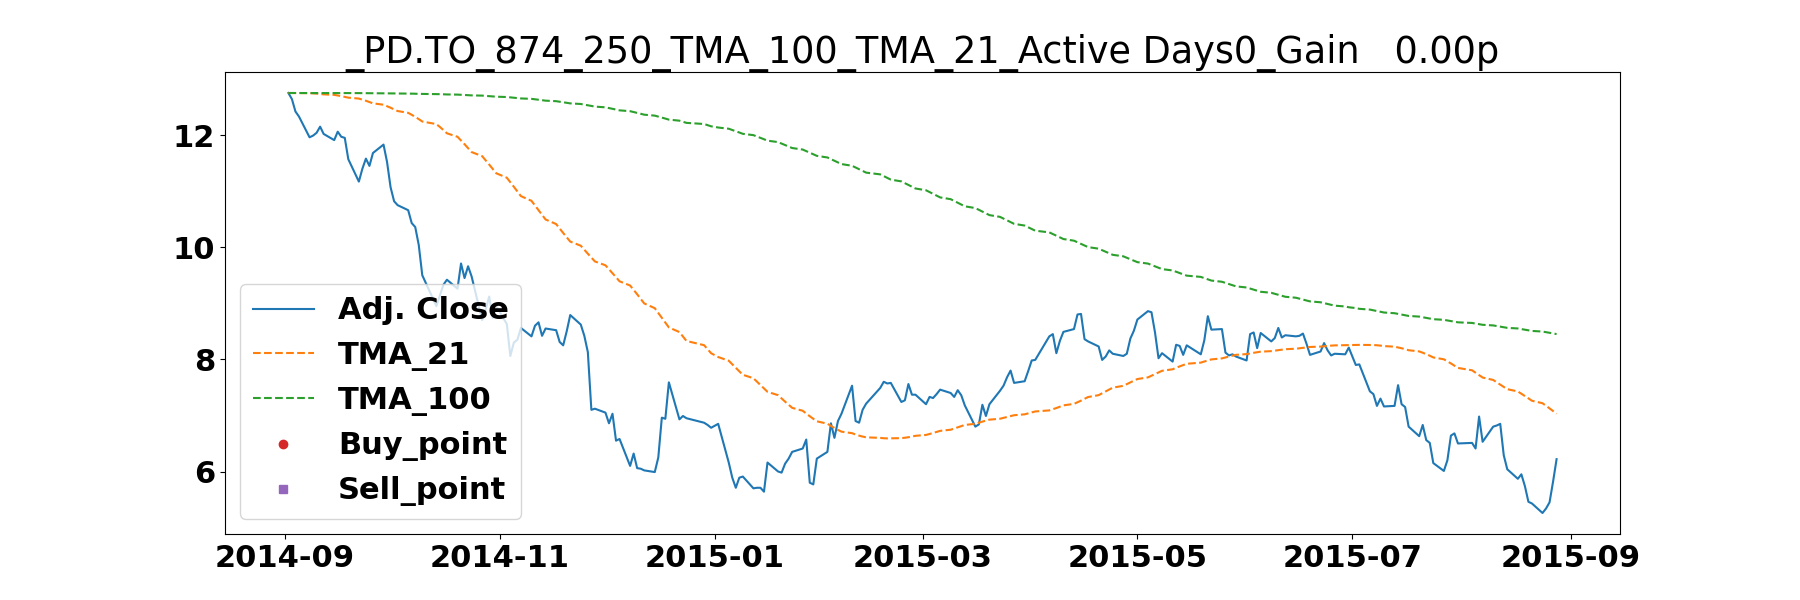 _PD.TO_874_250_TMA_100_TMA_21_Active Days0_Gain   0.00p
12
10
8
6
Adj. Close
TMA_21
TMA_100
Buy_point
Sell_point
2014-09 2014-11 2015-01 2015-03 2015-05 2015-07 2015-09